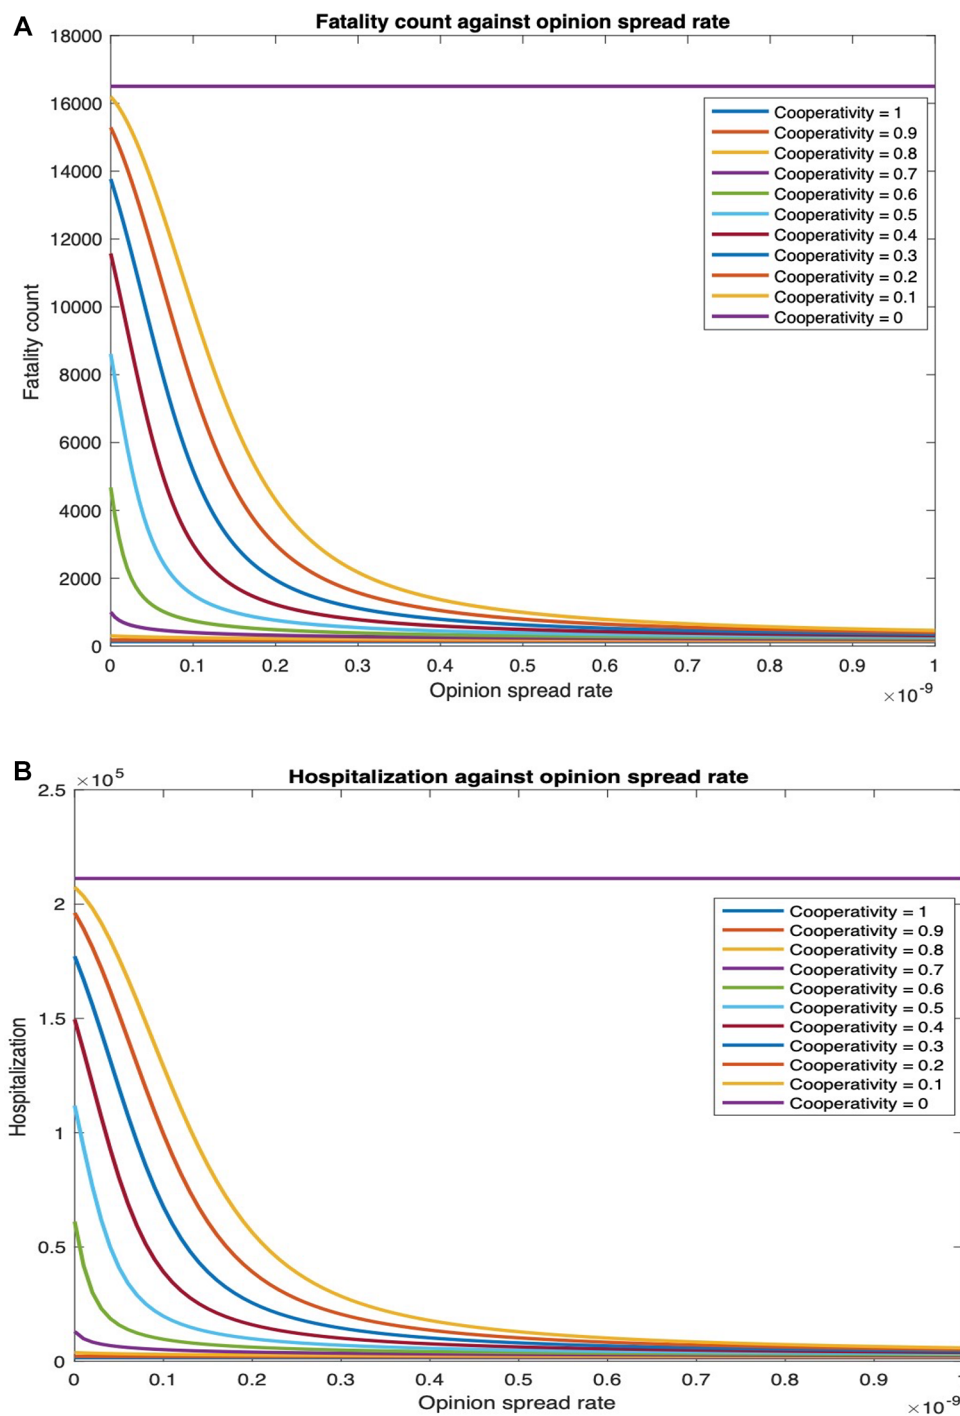 A
Fatality count against opinion spread rate
18000
16000
14000
12000
10000
8000
6000
4000
2000
0
Fatality count
Cooperativity = 1
Cooperativity = 0.9
Cooperativity = 0.8
Cooperativity = 0.7
Cooperativity = 0.6
Cooperativity = 0.5
Cooperativity = 0.4
Cooperativity = 0.3
Cooperativity = 0.2
Cooperativity = 0.1
Cooperativity = 0
0 0.1 0.2 0.3 0.4 0.5 0.6 0.7 0.8 0.9 1
Opinion spread rate
×10⁻⁹
B
×10⁵
Hospitalization against opinion spread rate
2.5
2
1.5
1
0.5
0
Hospitalization
Cooperativity = 1
Cooperativity = 0.9
Cooperativity = 0.8
Cooperativity = 0.7
Cooperativity = 0.6
Cooperativity = 0.5
Cooperativity = 0.4
Cooperativity = 0.3
Cooperativity = 0.2
Cooperativity = 0.1
Cooperativity = 0
0 0.1 0.2 0.3 0.4 0.5 0.6 0.7 0.8 0.9 1
Opinion spread rate
×10⁻⁹